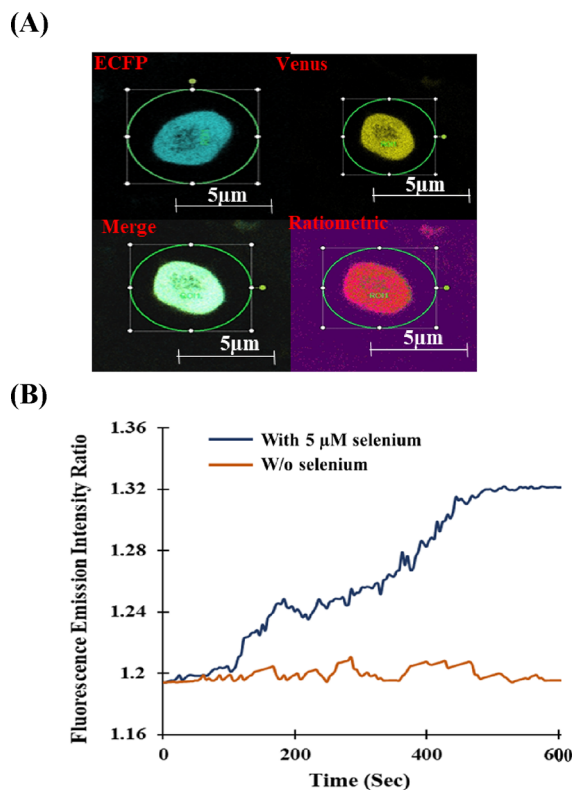 (A)
ECFP
Venus
5μm
5μm
Merge
Ratiometric
5μm
5μm
(B)
Fluorescence Emission Intensity Ratio
1.36
1.32
1.28
1.24
1.2
1.16
With 5 μM selenium
W/o selenium
0
200
400
600
Time (Sec)